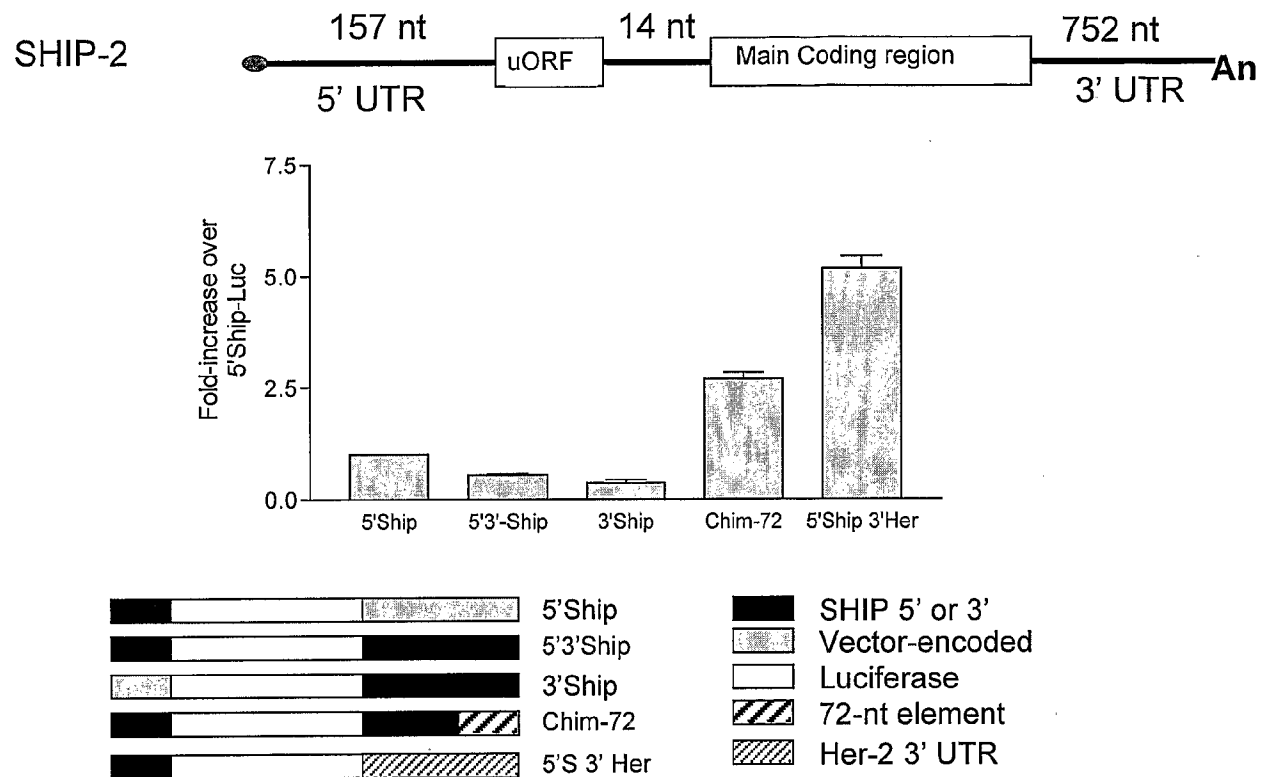 SHIP-2
157 nt
uORF
14 nt
Main Coding region
752 nt
An
5' UTR
3' UTR
Fold-increase over
5'Ship-Luc
7.5
5.0
2.5
0.0
5'Ship
5'3'-Ship
3'Ship
Chim-72
5'Ship 3'Her
5'Ship
5'3'Ship
3'Ship
Chim-72
5'S 3' Her
SHIP 5' or 3'
Vector-encoded
Luciferase
72-nt element
Her-2 3' UTR